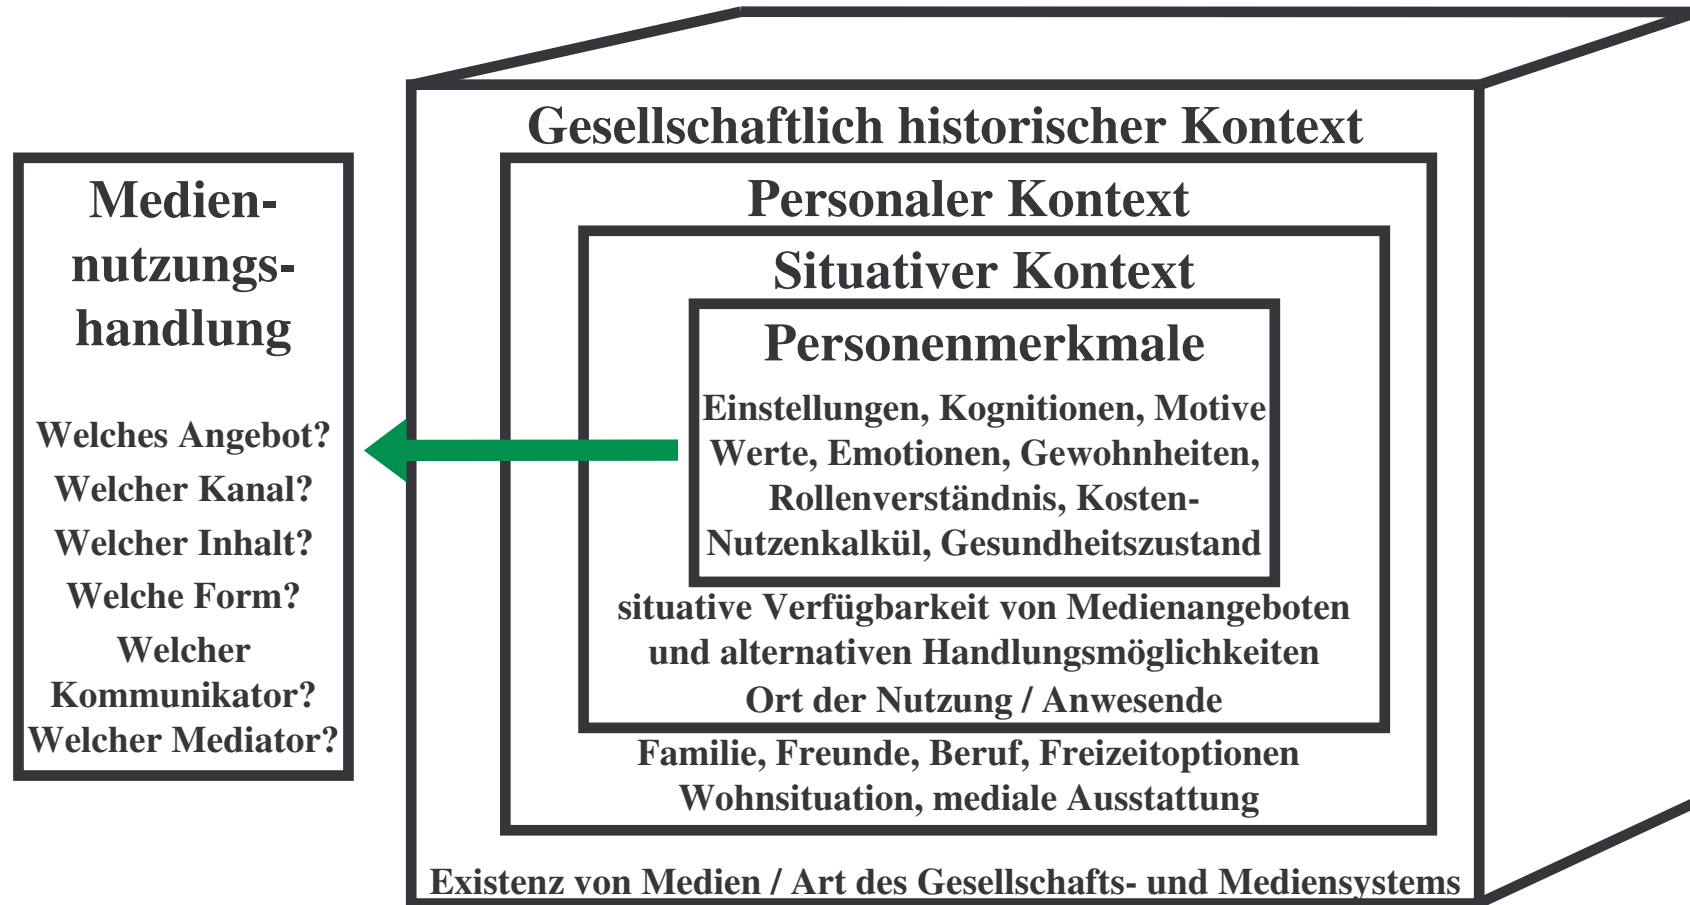 Medien-
nutzungs-
handlung
Welches Angebot?
Welcher Kanal?
Welcher Inhalt?
Welche Form?
Welcher
Kommunikator?
Welcher Mediator?
Gesellschaftlich historischer Kontext
Personaler Kontext
Situativer Kontext
Personenmerkmale
Einstellungen, Kognitionen, Motive
Werte, Emotionen, Gewohnheiten,
Rollenverständnis, Kosten-
Nutzenkalkül, Gesundheitszustand
situative Verfügbarkeit von Medienangeboten
und alternativen Handlungsmöglichkeiten
Ort der Nutzung / Anwesende
Familie, Freunde, Beruf, Freizeitoptionen
Wohnsituation, mediale Ausstattung
Existenz von Medien / Art des Gesellschafts- und Mediensystems